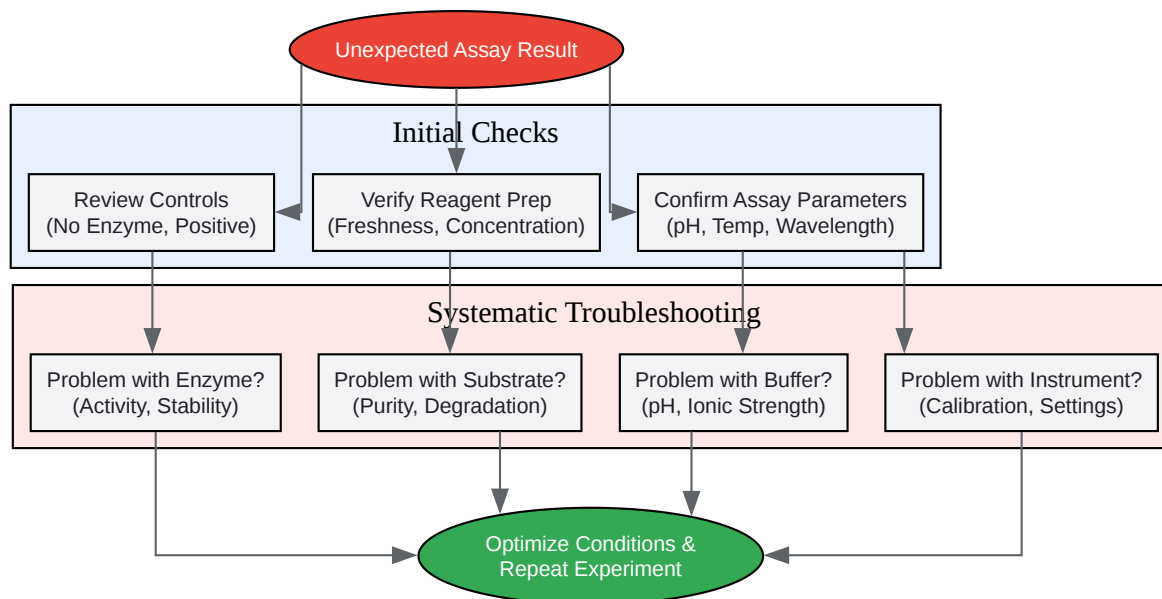 Unexpected Assay Result
Initial Checks
Review Controls
(No Enzyme, Positive)
Verify Reagent Prep
(Freshness, Concentration)
Confirm Assay Parameters
(pH, Temp, Wavelength)
Systematic Troubleshooting
Problem with Enzyme?
(Activity, Stability)
Problem with Substrate?
(Purity, Degradation)
Problem with Buffer?
(pH, Ionic Strength)
Problem with Instrument?
(Calibration, Settings)
Optimize Conditions &
Repeat Experiment